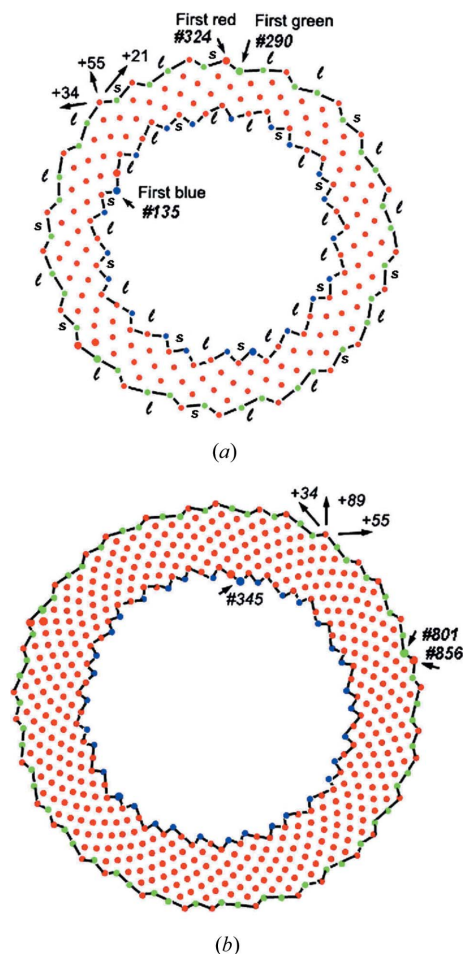 First red First green
#324 #290
+55 +21
+34
s
ℓ ℓ
ℓ
s
ℓ ℓ
ℓ s s s
ℓ
ℓ
ℓ ℓ s
ℓ
First blue
#135
ℓ
s ℓ s
s s
ℓ ℓ
s
ℓ ℓ s
ℓ ℓ
ℓ
s ℓ
s s
ℓ s ℓ s
ℓ
ℓ
ℓ
ℓ s
s ℓ
(a)
+34 +89
+55
#345
#801
#856
(b)